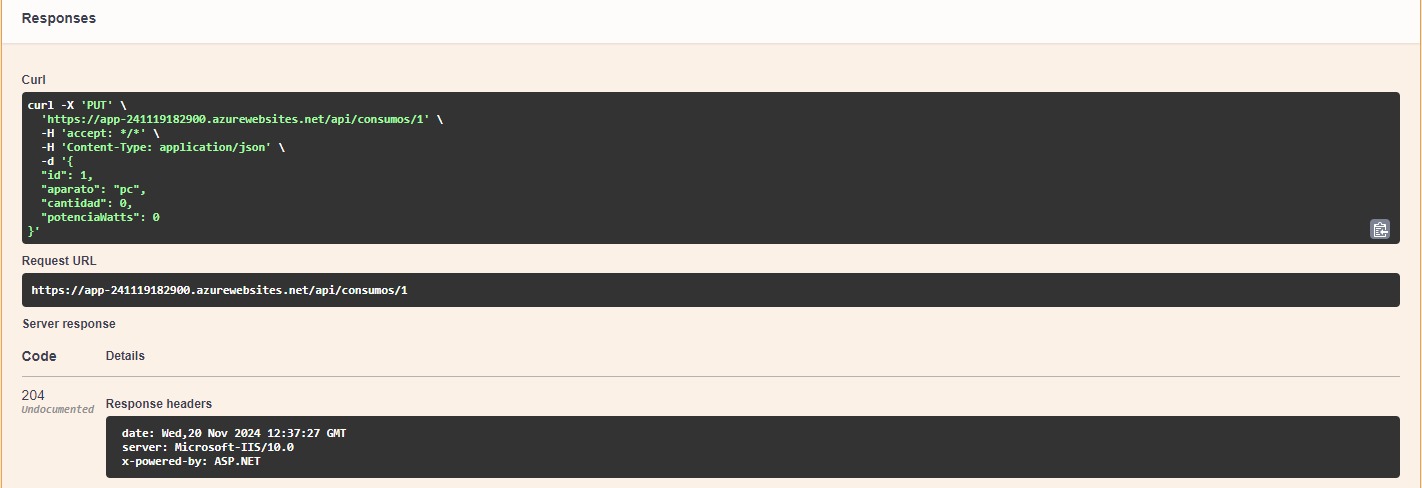 Responses
Curl
curl -X 'PUT' \
  'https://app-241119182900.azurewebsites.net/api/consumos/1' \
  -H 'accept: */*' \
  -H 'Content-Type: application/json' \
  -d '{
  "id": 1,
  "aparato": "pc",
  "cantidad": 0,
  "potenciaWatts": 0
}'
Request URL
https://app-241119182900.azurewebsites.net/api/consumos/1
Server response
Code Details
204
Undocumented
Response headers
date: Wed,20 Nov 2024 12:37:27 GMT
server: Microsoft-IIS/10.0
x-powered-by: ASP.NET